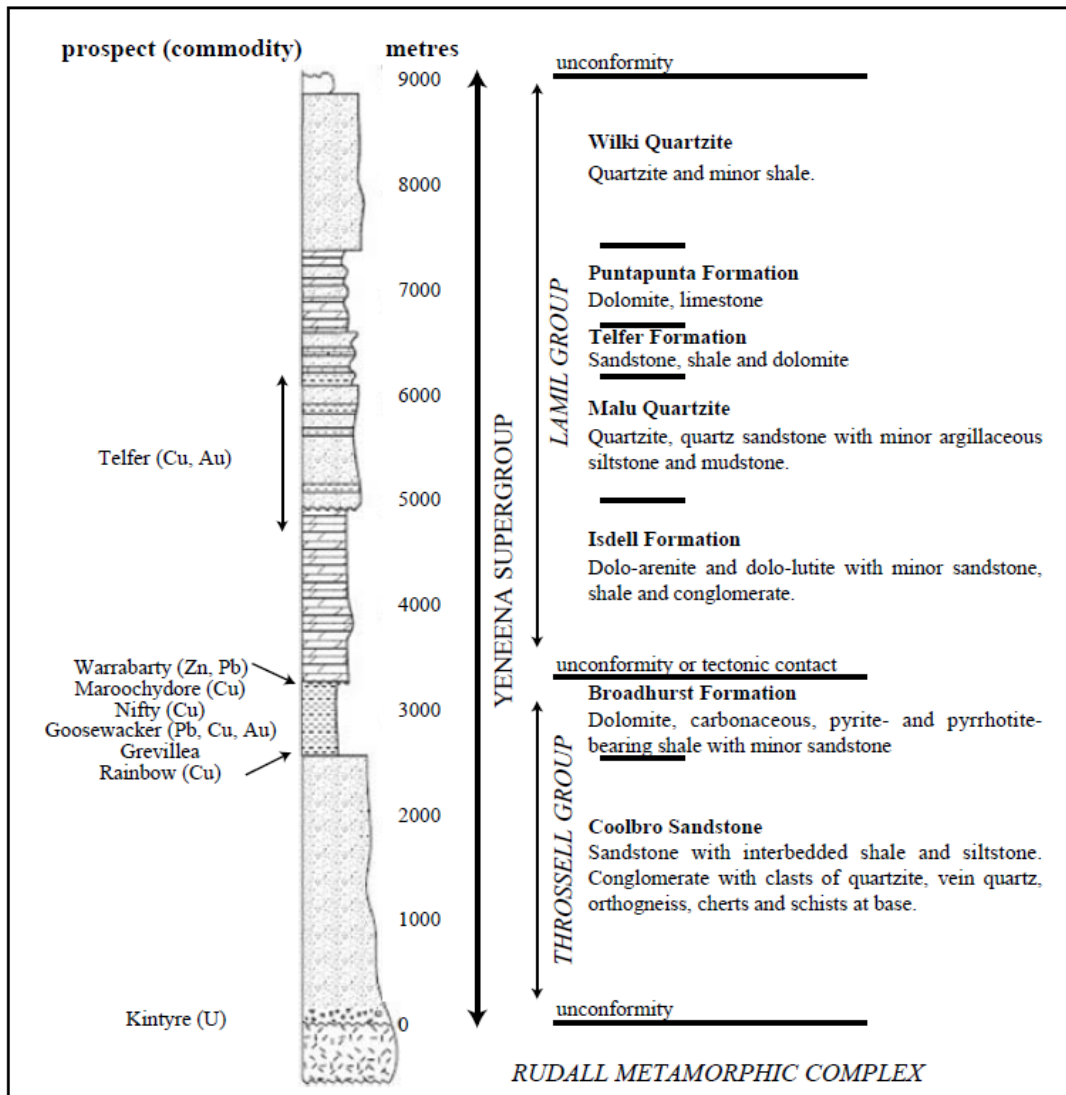 prospect (commodity)
metres
9000
8000
7000
6000
5000
4000
3000
2000
1000
0
Telfer (Cu, Au)
Warrabarty (Zn, Pb)
Maroochydore (Cu)
Nifty (Cu)
Goosewacker (Pb, Cu, Au)
Grevillea
Rainbow (Cu)
Kintyre (U)
YENEENA SUPERGROUP
LAMIL GROUP
THROSSELL GROUP
unconformity
Wilki Quartzite
Quartzite and minor shale.
Puntapunta Formation
Dolomite, limestone
Telfer Formation
Sandstone, shale and dolomite
Malu Quartzite
Quartzite, quartz sandstone with minor argillaceous
siltstone and mudstone.
Isdell Formation
Dolo-arenite and dolo-lutite with minor sandstone,
shale and conglomerate.
unconformity or tectonic contact
Broadhurst Formation
Dolomite, carbonaceous, pyrite- and pyrrhotite-
bearing shale with minor sandstone
Coolbro Sandstone
Sandstone with interbedded shale and siltstone.
Conglomerate with clasts of quartzite, vein quartz,
orthogneiss, cherts and schists at base.
unconformity
RUDALL METAMORPHIC COMPLEX